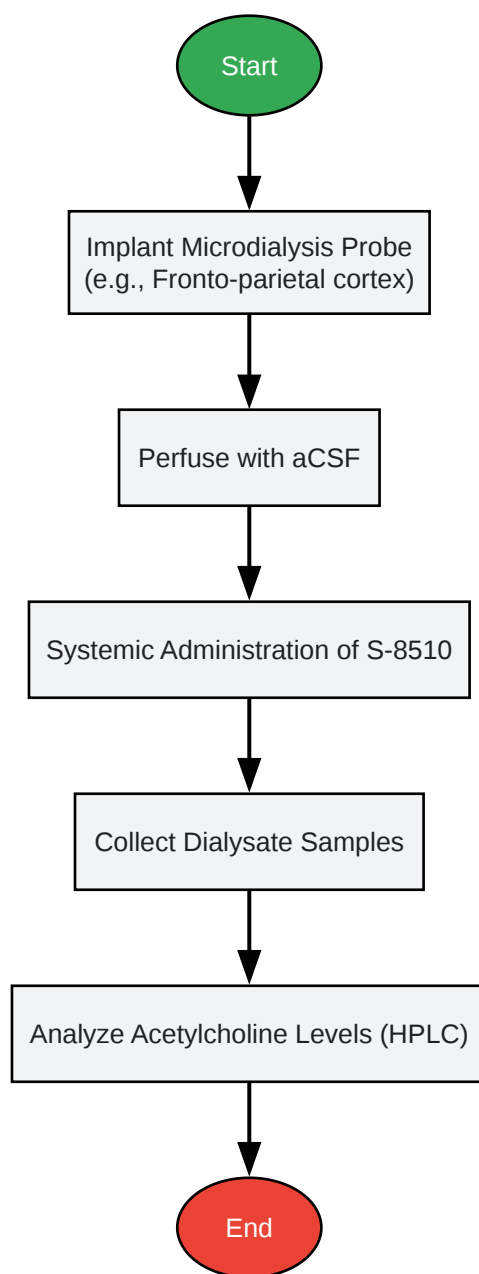 Start
Implant Microdialysis Probe
(e.g., Fronto-parietal cortex)
Perfuse with aCSF
Systemic Administration of S-8510
Collect Dialysate Samples
Analyze Acetylcholine Levels (HPLC)
End